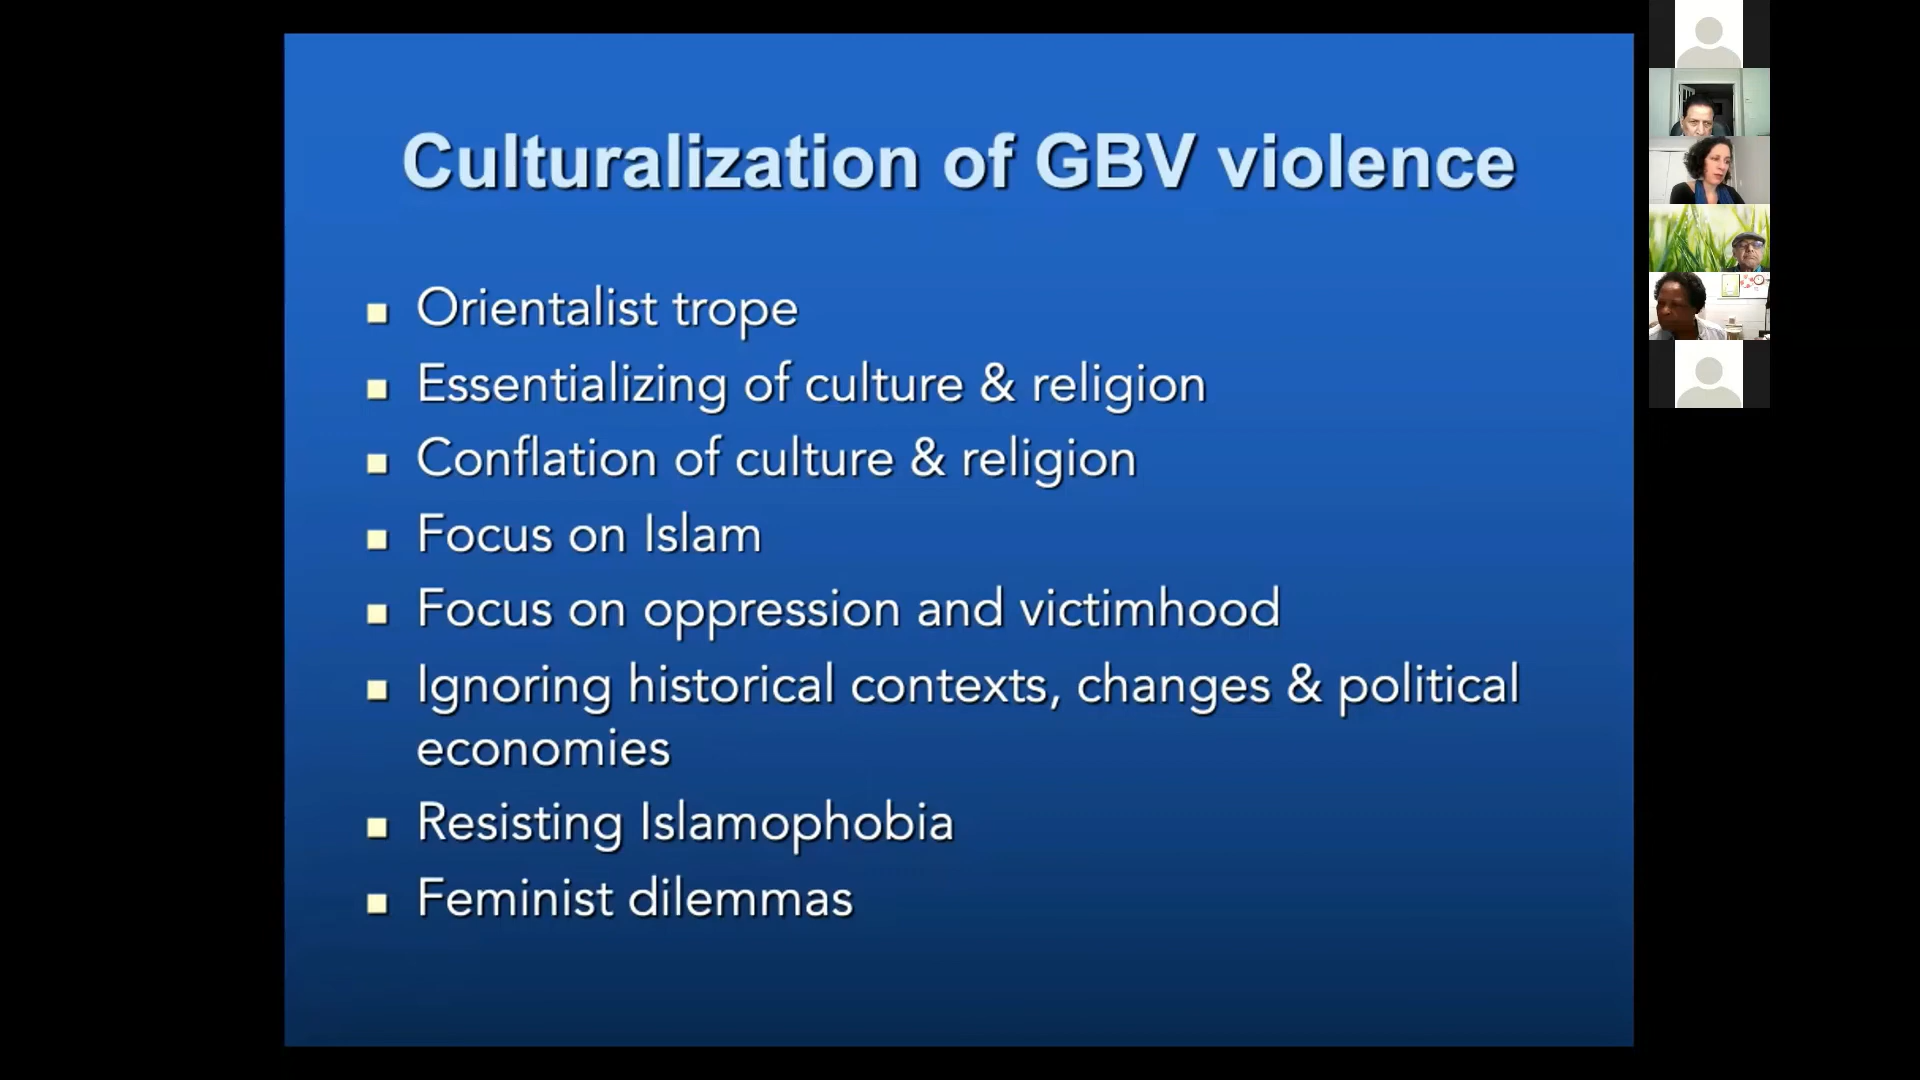 Culturalization of GBV violence
Orientalist trope
Essentializing of culture & religion
Conflation of culture & religion
Focus on Islam
Focus on oppression and victimhood
Ignoring historical contexts, changes & political
economies
Resisting Islamophobia
Feminist dilemmas